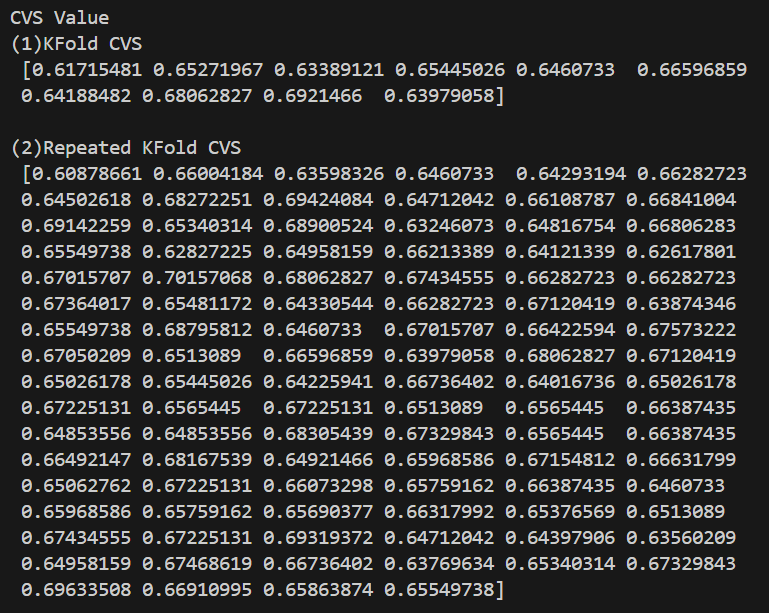 CVS Value
(1)KFold CVS
[0.61715481 0.65271967 0.63389121 0.65445026 0.6460733  0.66596859
0.64188482 0.68062827 0.6921466  0.63979058]
(2)Repeated KFold CVS
[0.60878661 0.66004184 0.63598326 0.6460733  0.64293194 0.66282723
0.64502618 0.68272251 0.69424084 0.64712042 0.66108787 0.66841004
0.69142259 0.65340314 0.68900524 0.63246073 0.64816754 0.66806283
0.65549738 0.62827225 0.64958159 0.66213389 0.64121339 0.62617801
0.67015707 0.70157068 0.68062827 0.67434555 0.66282723 0.66282723
0.67364017 0.65481172 0.64330544 0.66282723 0.67120419 0.63874346
0.65549738 0.68795812 0.6460733  0.67015707 0.66422594 0.67573222
0.67050209 0.6513089  0.66596859 0.63979058 0.68062827 0.67120419
0.65026178 0.65445026 0.64225941 0.66736402 0.64016736 0.65026178
0.67225131 0.6565445  0.67225131 0.6513089  0.6565445  0.66387435
0.64853556 0.64853556 0.68305439 0.67329843 0.6565445  0.66387435
0.66492147 0.68167539 0.64921466 0.65968586 0.67154812 0.66631799
0.65062762 0.67225131 0.66073298 0.65759162 0.66387435 0.6460733
0.65968586 0.65759162 0.65690377 0.66317992 0.65376569 0.6513089
0.67434555 0.67225131 0.69319372 0.64712042 0.64397906 0.63560209
0.64958159 0.67468619 0.66736402 0.63769634 0.65340314 0.67329843
0.69633508 0.66910995 0.65863874 0.65549738]